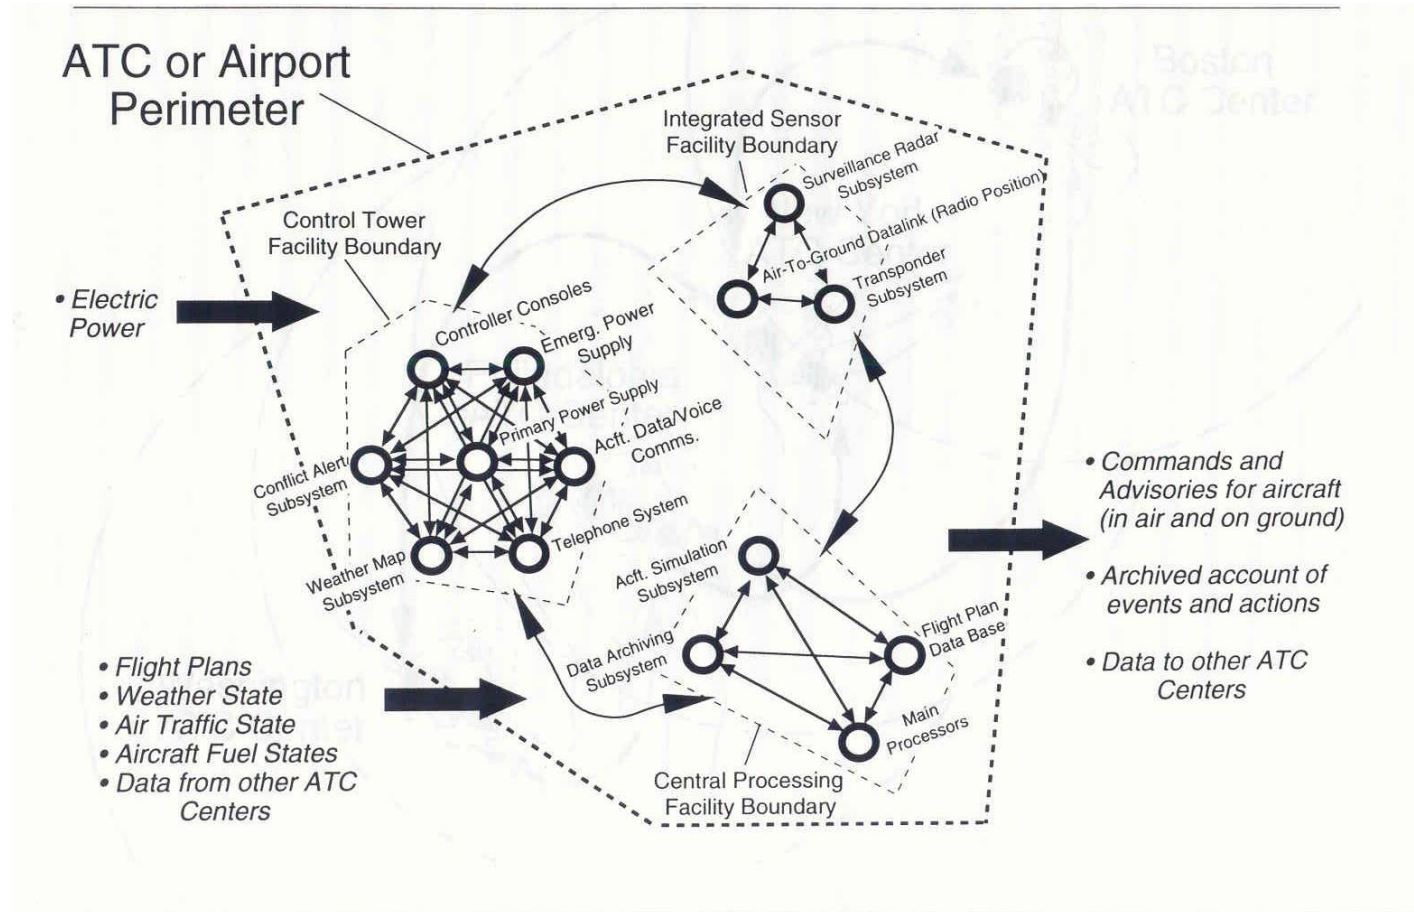 ATC or Airport
Perimeter
Integrated Sensor
Facility Boundary
Surveillance Radar
Subsystem
Air-To-Ground Datalink (Radio Position)
Transponder
Subsystem
Control Tower
Facility Boundary
• Electric
Power
Controller Consoles
Emerg. Power
Supply
Primary Power Supply
Acft. Data/Voice
Comms.
Conflict Alert
Subsystem
Telephone System
Weather Map
Subsystem
Acft. Simulation
Subsystem
Data Archiving
Subsystem
Flight Plan
Data Base
Main
Processors
Central Processing
Facility Boundary
• Flight Plans
• Weather State
• Air Traffic State
• Aircraft Fuel States
• Data from other ATC
Centers
• Commands and
Advisories for aircraft
(in air and on ground)
• Archived account of
events and actions
• Data to other ATC
Centers
Boston
ATC Center